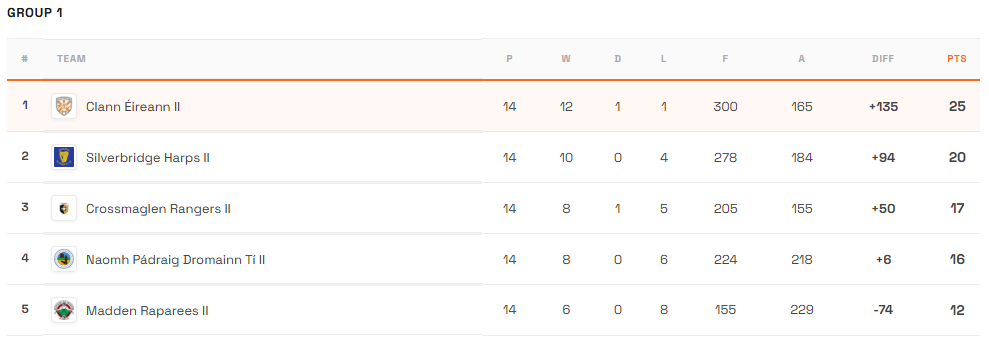 GROUP 1
# TEAM P W D L F A DIFF PTS
1 Clann Éireann II 14 12 1 1 300 165 +135 25
2 Silverbridge Harps II 14 10 0 4 278 184 +94 20
3 Crossmaglen Rangers II 14 8 1 5 205 155 +50 17
4 Naomh Pádraig Dromainn Tí II 14 8 0 6 224 218 +6 16
5 Madden Raparees II 14 6 0 8 155 229 -74 12